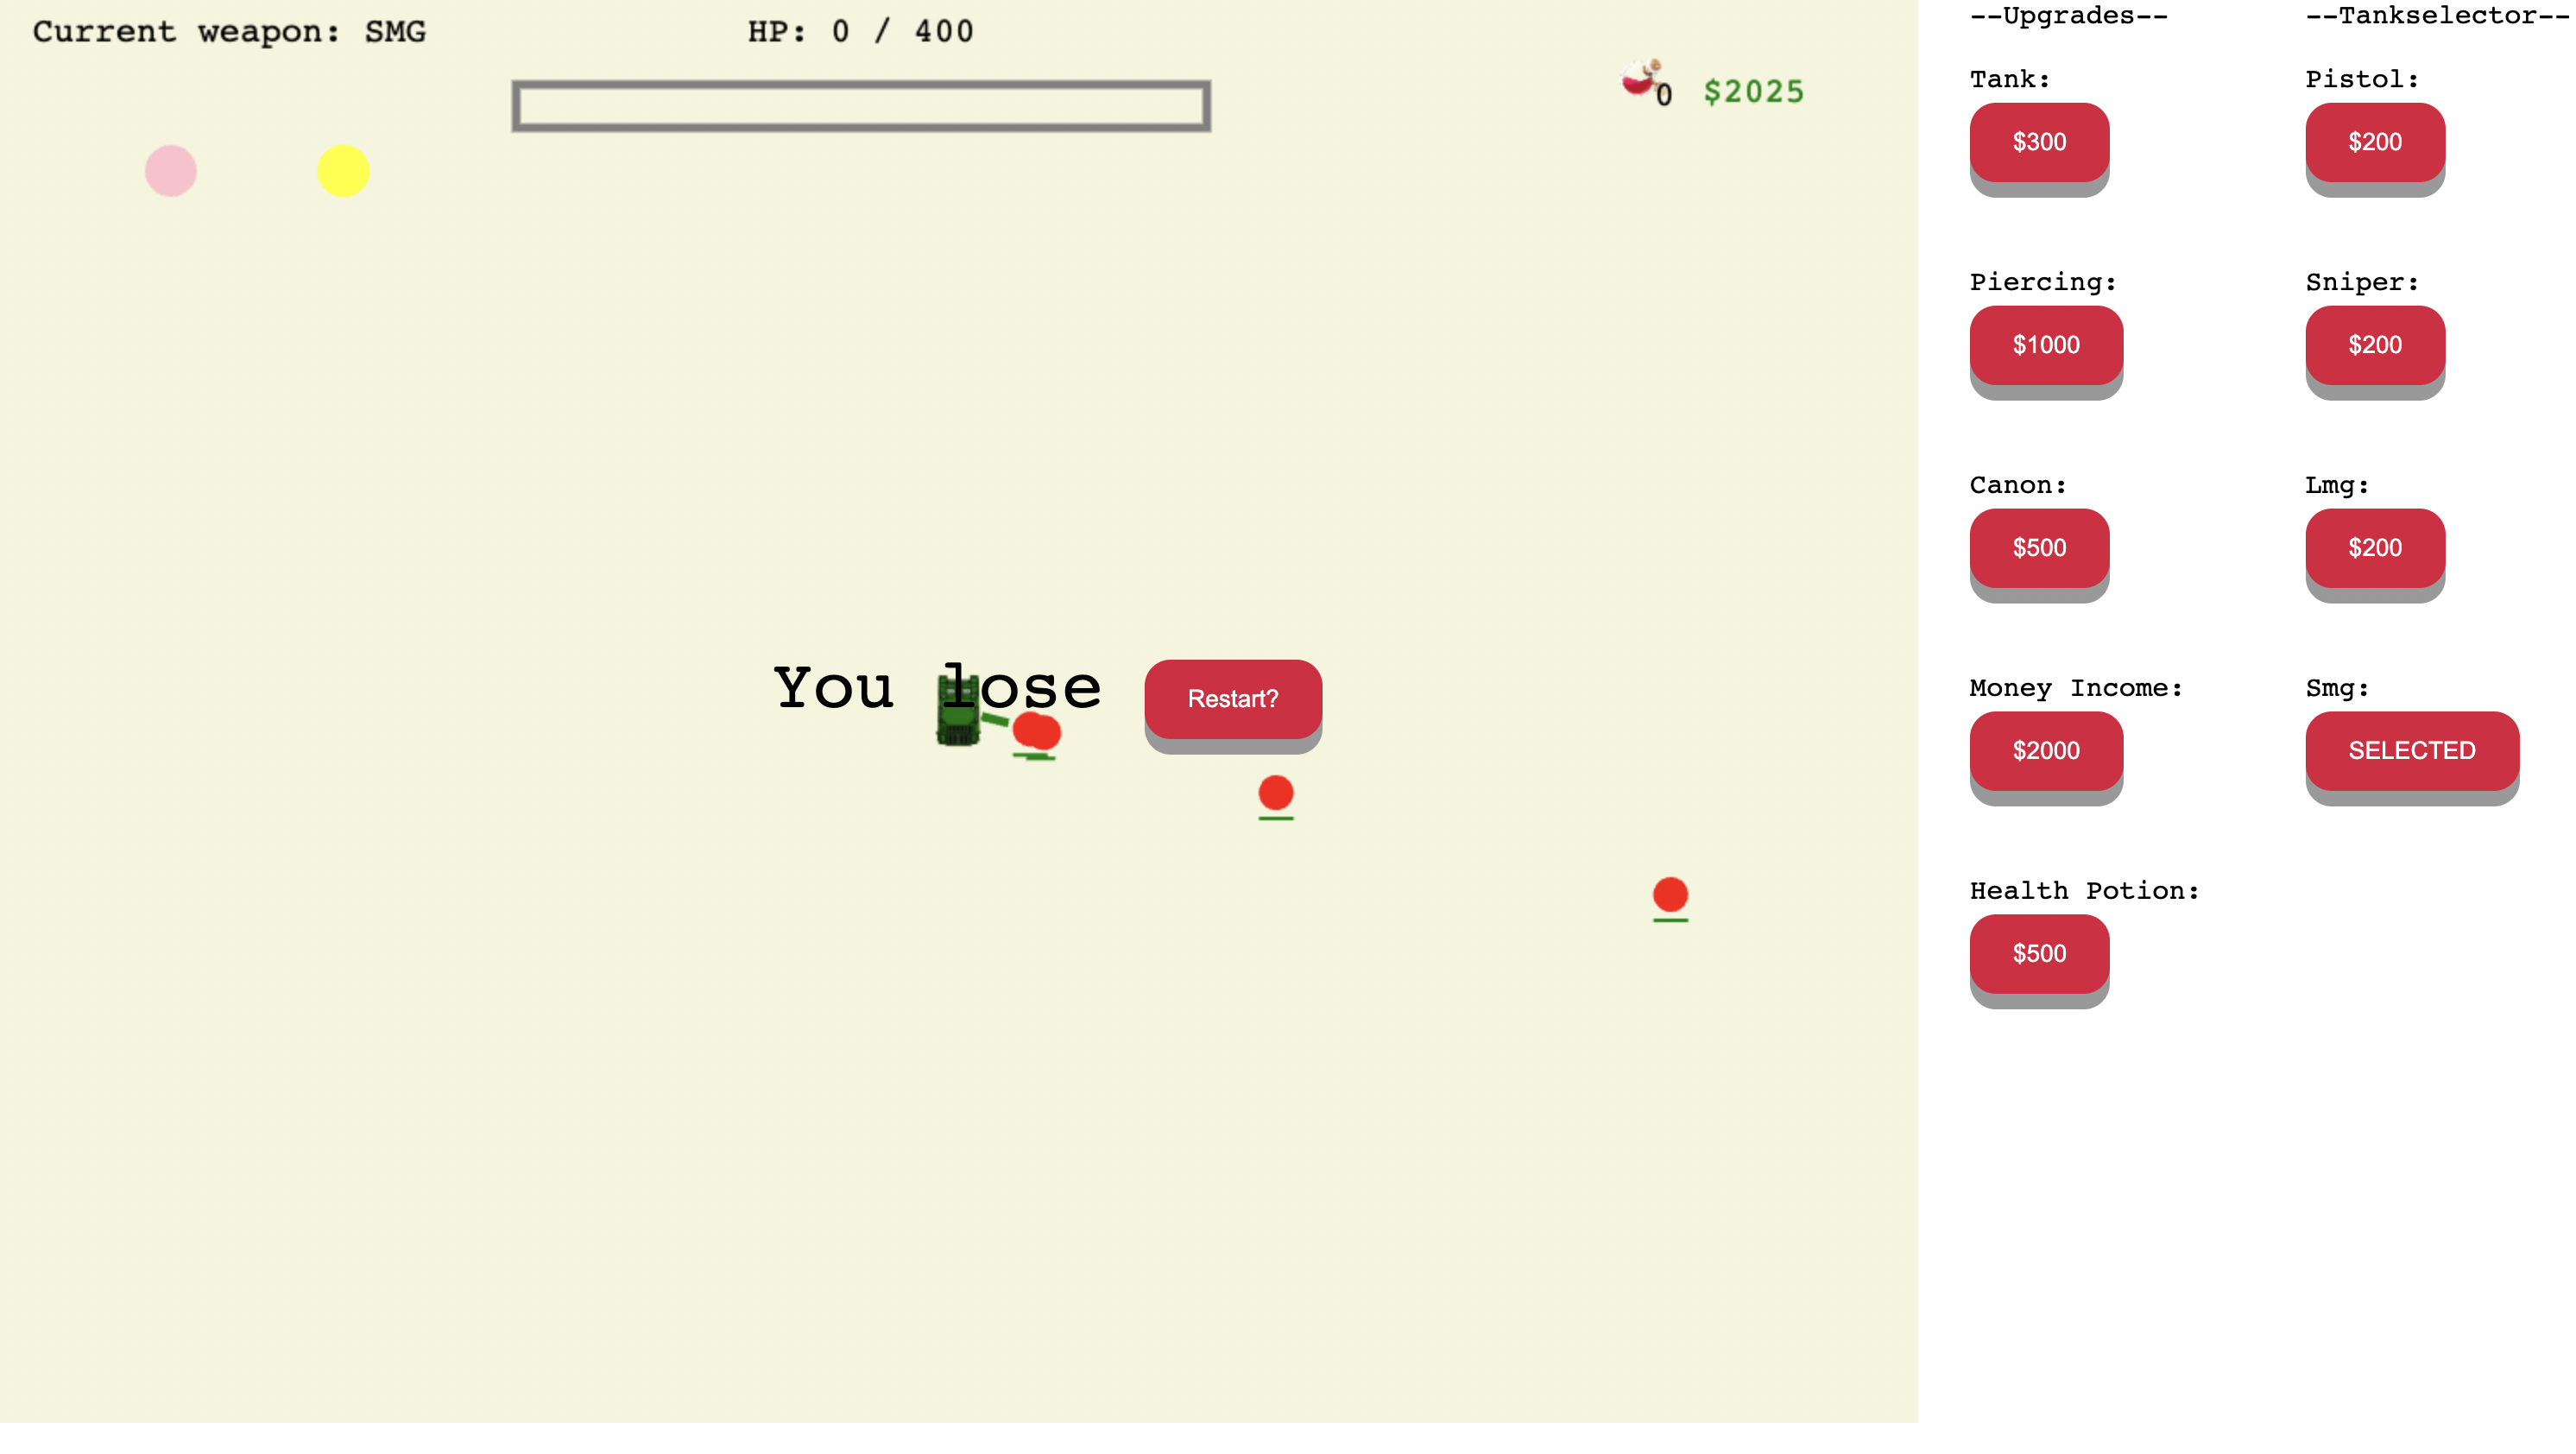 Current weapon: SMG
HP: 0 / 400
0 $2025
You lose
Restart?
--Upgrades--
Tank:
$300
Piercing:
$1000
Canon:
$500
Money Income:
$2000
Health Potion:
$500
--Tankselector--
Pistol:
$200
Sniper:
$200
Lmg:
$200
Smg:
SELECTED